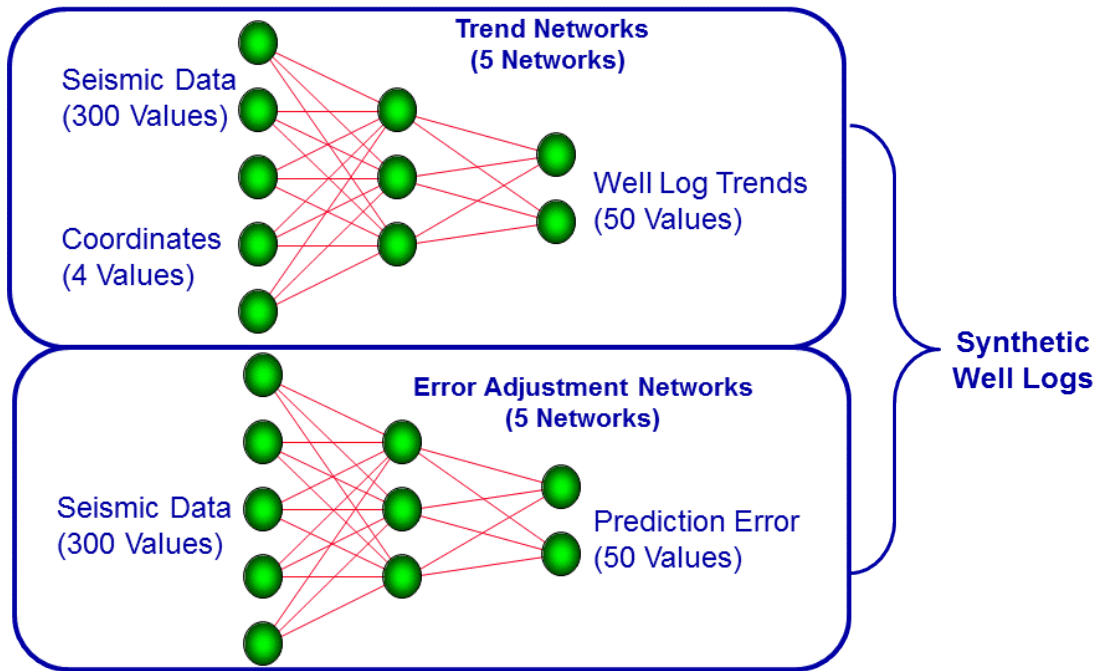 Trend Networks
(5 Networks)
Seismic Data
(300 Values)
Coordinates
(4 Values)
Well Log Trends
(50 Values)
Error Adjustment Networks
(5 Networks)
Seismic Data
(300 Values)
Prediction Error
(50 Values)
Synthetic
Well Logs